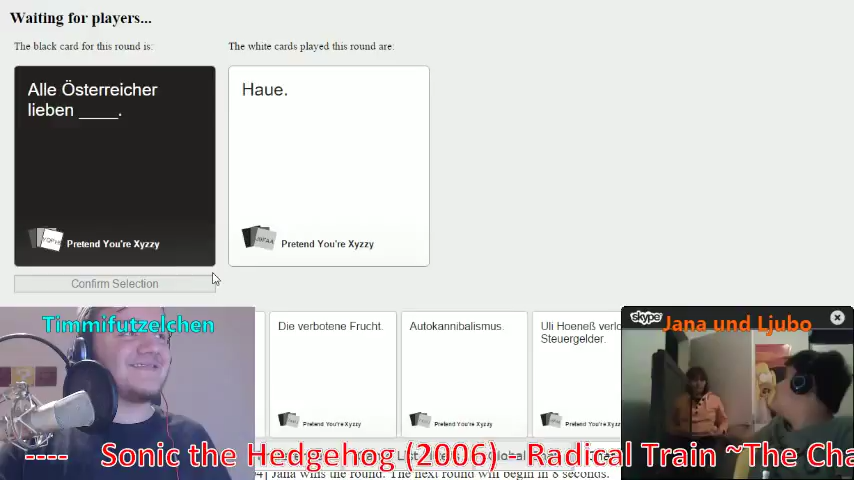 Waiting for players...
The black card for this round is:
The white cards played this round are:
Alle Österreicher
lieben ____.
Pretend You're Xyzzy
Haue.
Pretend You're Xyzzy
Confirm Selection
Timmifutzelchen
Die verbotene Frucht.
Pretend You're Xyzzy
Autokannibalismus.
Pretend You're Xyzzy
Uli Hoeneß
Steuergelder.
Pretend You're Xyzzy
skype
Jana und Ljubo
---- Sonic the Hedgehog (2006) - Radical Train ~The Cha
Jana wins the round. The next round will begin in 8 seconds.